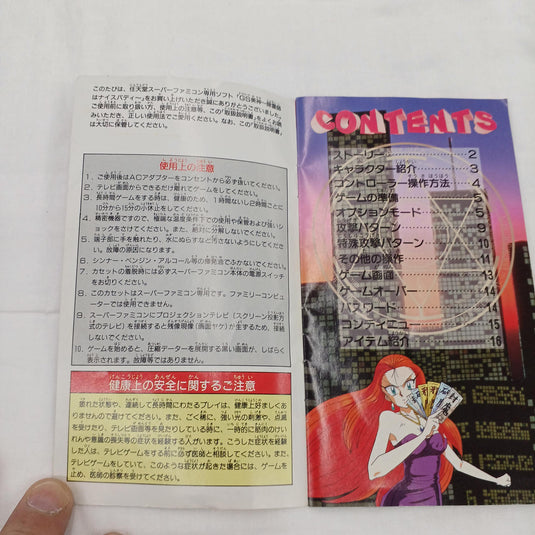 このたびは、任天堂スーパーファミコン専用ソフト「GS美神〜除霊師
はナイスバディ〜」をお買い上げいただき誠にありがとうございました。
ご使用前に取り扱い方、使用上の注意等、この「取扱説明書」をよくお読
みいただき、正しい使用法でご使用ください。なお、この「取扱説明書」
は大切に保管してください。
使用上の注意
1. ご使用後はACアダプターをコンセントから必ず抜いてください。
2. テレビ画面からできるだけ離れてゲームをしてください。
3. 長時間ゲームをする時は、健康のため、1時間ないし2時間ごとに
10分から15分の小休止をしてください。
4. 精密機器ですので、極端な温度条件下での使用や保管および強いシ
ョックをさけてください。また、絶対に分解しないでください。
5. 端子部に手を触れたり、水にぬらすなど汚さないようにしてくださ
い。故障の原因になります。
6. シンナー・ベンジン・アルコール等の揮発油でふかないでください。
7. カセットの着脱時には必ずスーパーファミコン本体の電源スイッチ
をお切りください。
8. このカセットはスーパーファミコン専用です。ファミリーコンピュ
ーターでは使用できません。
9. スーパーファミコンにプロジェクションテレビ(スクリーン投影方
式のテレビ)を接続すると残像現像(画面ヤケ)が生ずるため、接続
しないでください。
10. ゲームを始めると、圧縮データーを展開する黒い画面が、しばらく
表示されます。故障等ではありません。
健康上の安全に関するご注意
疲れた状態や、連続して長時間にわたるプレイは、健康上好ましくあ
りませんので避けてください。また、ごく稀に、強い光の刺激や、点滅
を受けたり、テレビ画面等を見たりしている時に、一時的に筋肉のけい
れんや意識の喪失等の症状を経験する人がいます。こうした症状を経験
した人は、テレビゲームをする前に必ず医師と相談してください。また、
テレビゲームをしていて、このような症状が起きた場合には、ゲームを
止め、医師の診察を受けてください。
CONTENTS
ストーリー 2
キャラクター紹介 3
コントローラー操作方法 4
ゲームの準備 5
オプションモード 5
攻撃パターン 9
特殊攻撃パターン 10
その他の操作 11
ゲーム画面 13
ゲームオーバー 14
パスワード 14
コンティニュー 15
アイテム紹介 16